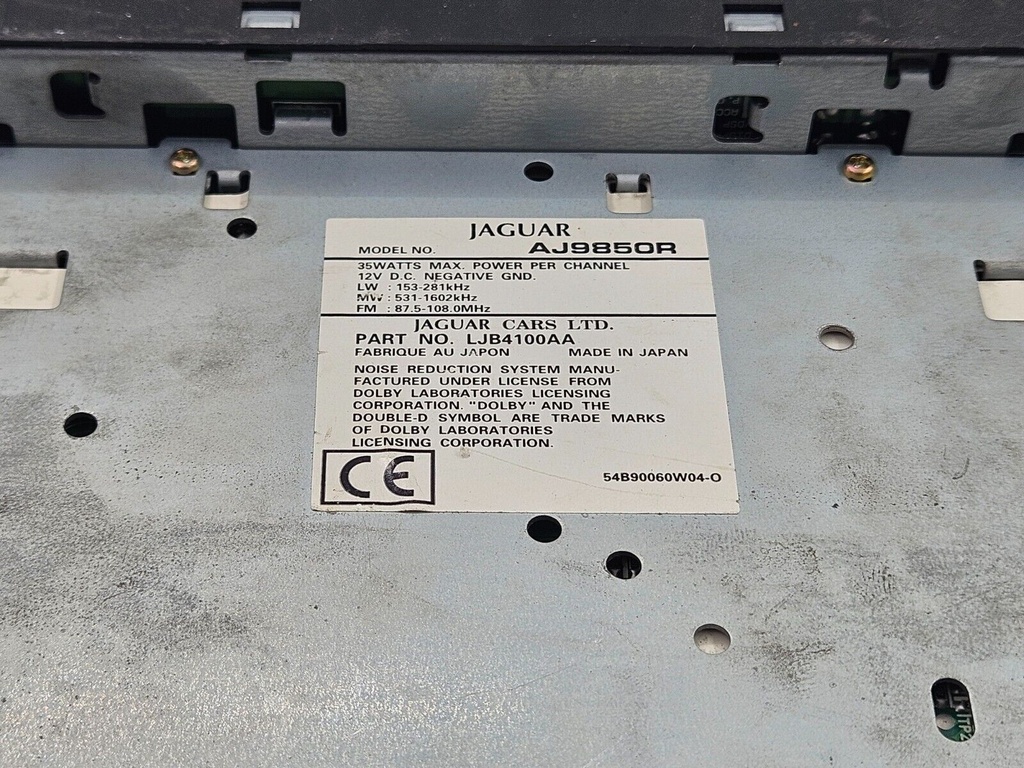 JAGUAR
MODEL NO. AJ9850R
35WATTS MAX. POWER PER CHANNEL
12V D.C. NEGATIVE GND.
LW : 153-281kHz
MW : 531-1602kHz
FM : 87.5-108.0MHz
JAGUAR CARS LTD.
PART NO. LJB4100AA
FABRIQUE AU JAPON MADE IN JAPAN
NOISE REDUCTION SYSTEM MANU-
FACTURED UNDER LICENSE FROM
DOLBY LABORATORIES LICENSING
CORPORATION. "DOLBY" AND THE
DOUBLE-D SYMBOL ARE TRADE MARKS
OF DOLBY LABORATORIES
LICENSING CORPORATION.
CE
54B90060W04-O